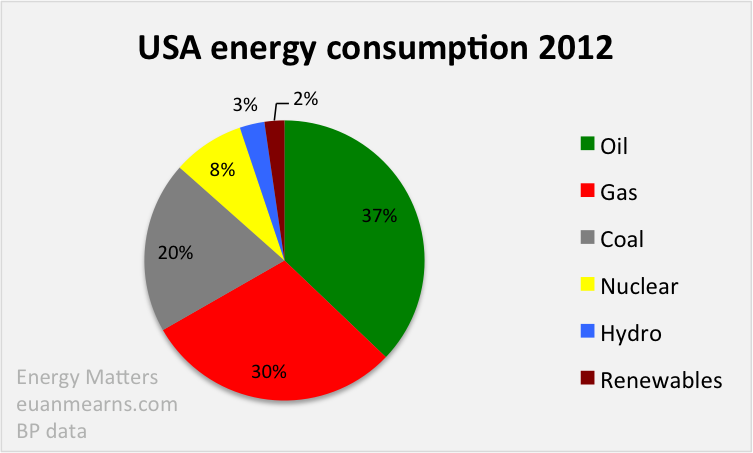 USA energy consumption 2012
3%
2%
8%
37%
20%
30%
Oil
Gas
Coal
Nuclear
Hydro
Renewables
Energy Matters
euanmearns.com
BP data